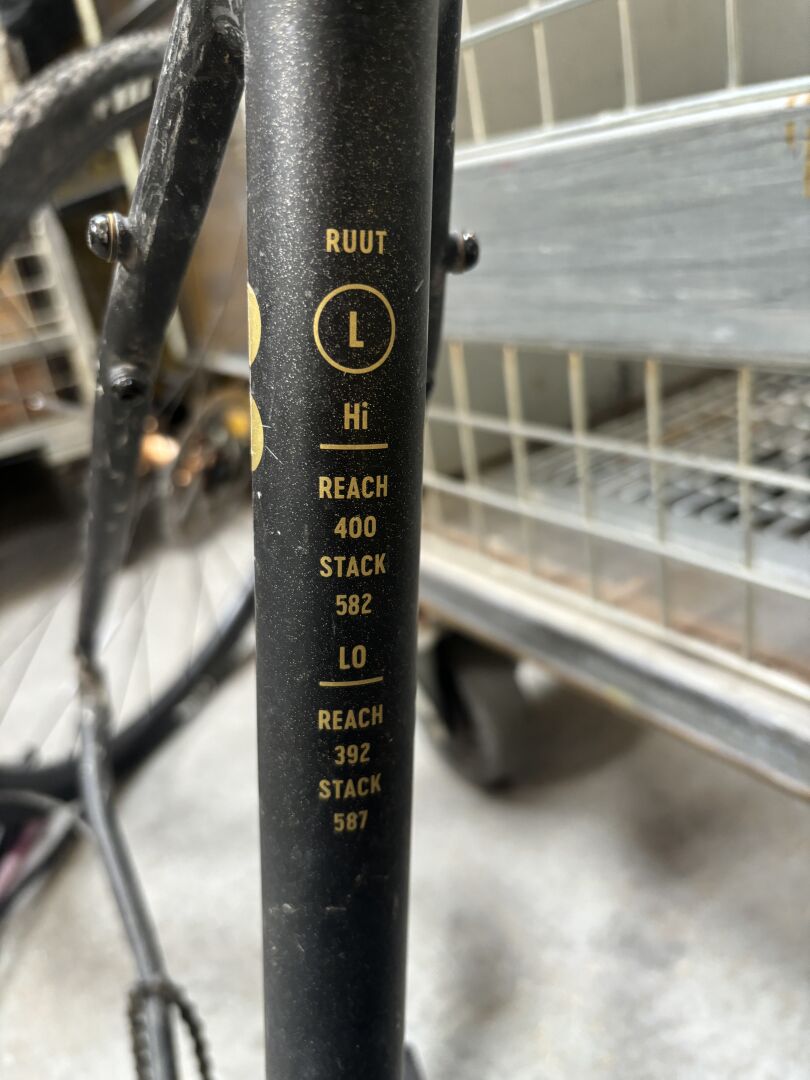 RUUT
L
Hi
REACH
400
STACK
582
LO
REACH
392
STACK
587